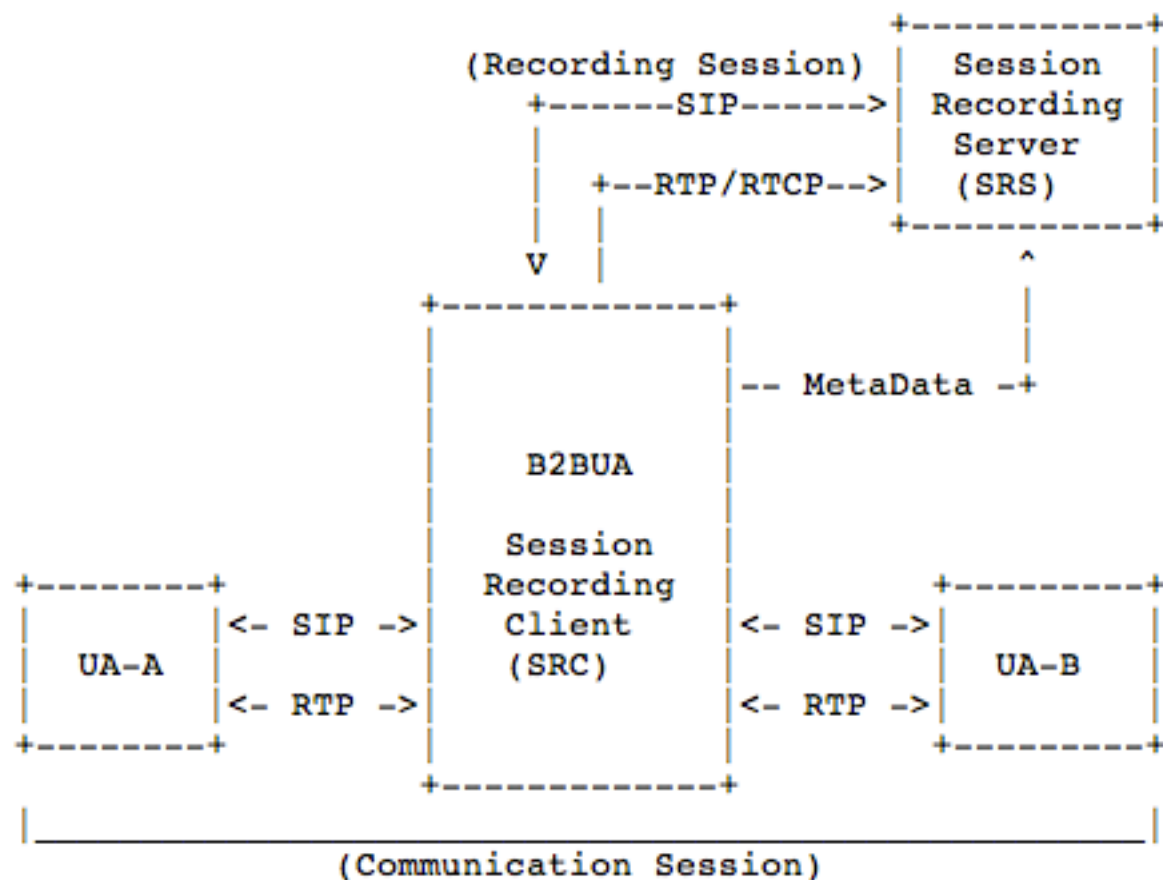 +------------+
                     (Recording Session)  |  Session   |
                        +------SIP------>| Recording  |
                        |                 |  Server    |
                        |  +--RTP/RTCP-->|  (SRS)     |
                        |  |              +------------+
                        V  |                    ^
                   +--------------+             |
                   |              |             |
                   |              |-- MetaData -+
                   |              |
                   |    B2BUA     |
                   |              |
                   |   Session    |
+---------+        |  Recording   |         +----------+
|         |<- SIP ->|   Client     |<- SIP ->|          |
|  UA-A   |        |   (SRC)      |         |  UA-B    |
|         |<- RTP ->|              |<- RTP ->|          |
+---------+        |              |         +----------+
                   +--------------+
|____________________________________________________|
               (Communication Session)